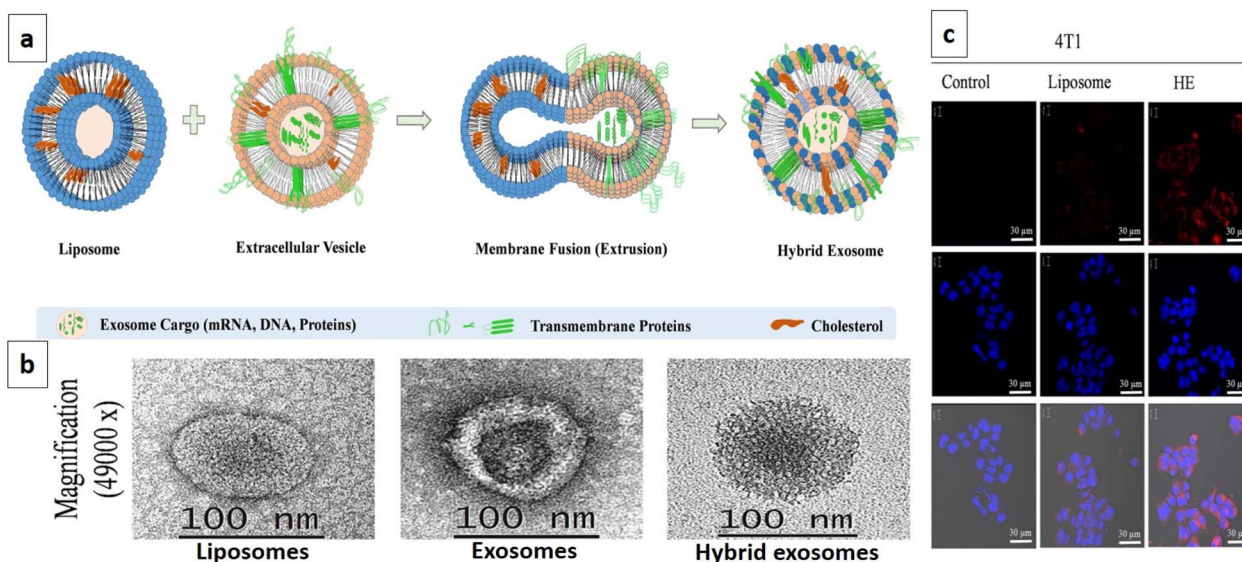 a
Liposome
Extracellular Vesicle
Membrane Fusion (Extrusion)
Hybrid Exosome
Exosome Cargo (mRNA, DNA, Proteins)
Transmembrane Proteins
Cholesterol
b
Magnification
(49000 x)
100 nm
Liposomes
100 nm
Exosomes
100 nm
Hybrid exosomes
c
4T1
Control
Liposome
HE
30 µm
30 µm
30 µm
30 µm
30 µm
30 µm
30 µm
30 µm
30 µm